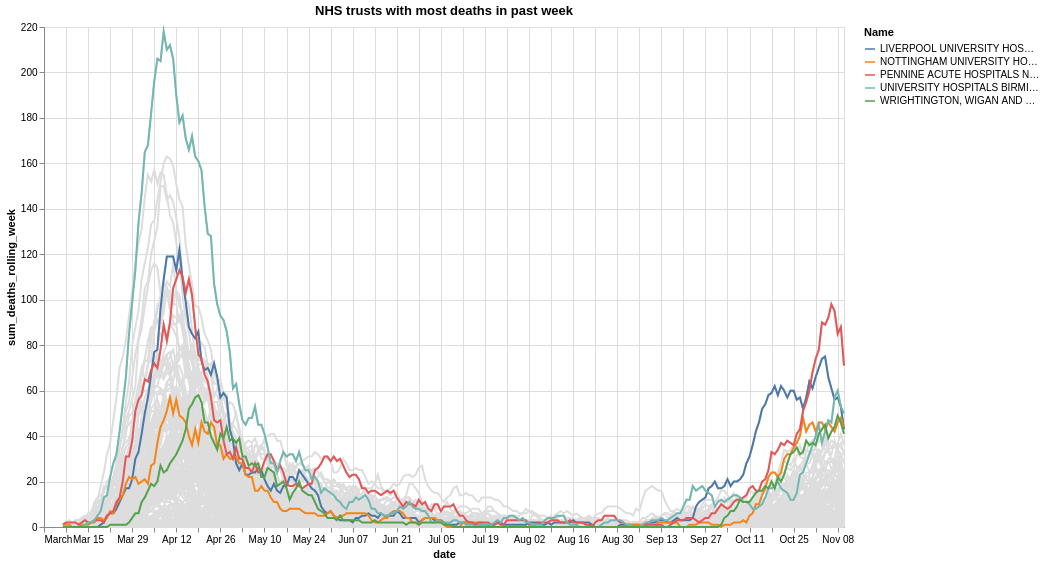 NHS trusts with most deaths in past week
220
200
180
160
140
120
100
80
60
40
20
0
sum_deaths_rolling_week
March Mar 15 Mar 29 Apr 12 Apr 26 May 10 May 24 Jun 07 Jun 21 Jul 05 Jul 19 Aug 02 Aug 16 Aug 30 Sep 13 Sep 27 Oct 11 Oct 25 Nov 08
date
Name
LIVERPOOL UNIVERSITY HOS…
NOTTINGHAM UNIVERSITY HO…
PENNINE ACUTE HOSPITALS N…
UNIVERSITY HOSPITALS BIRMI…
WRIGHTINGTON, WIGAN AND …